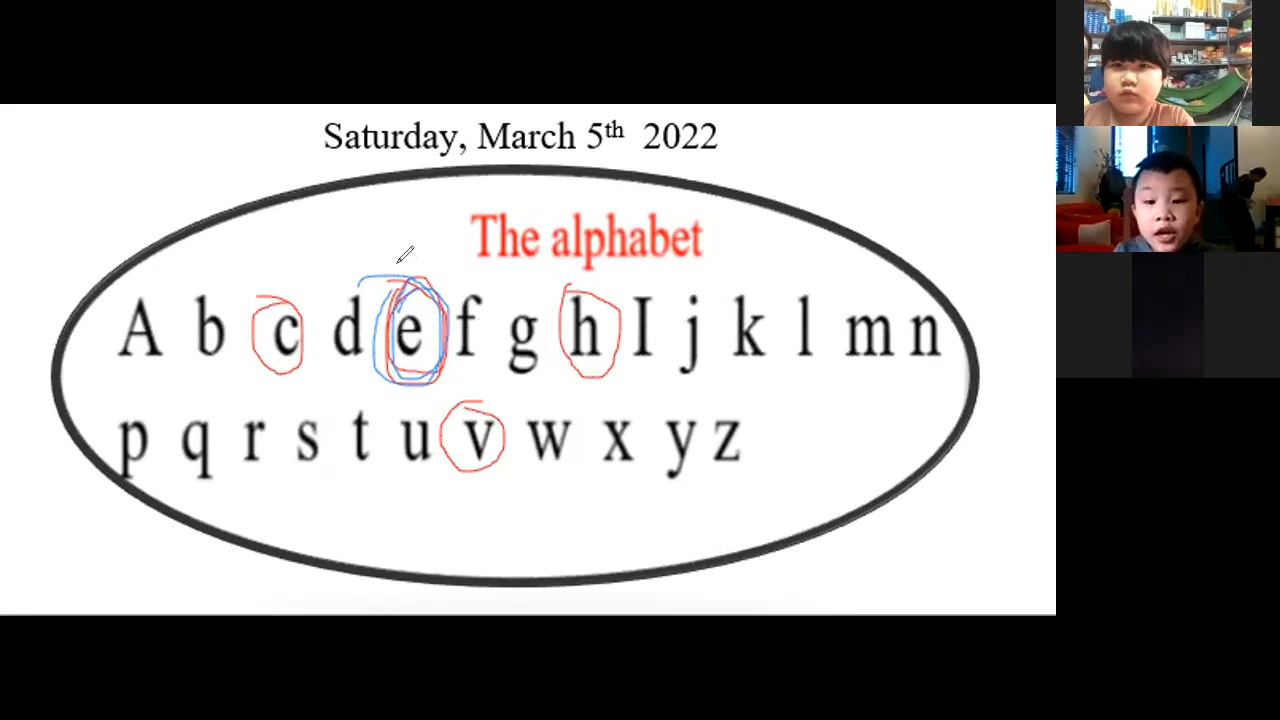 Saturday, March 5th 2022
The alphabet
A b c d e f g h I j k l m n
p q r s t u v w x y z